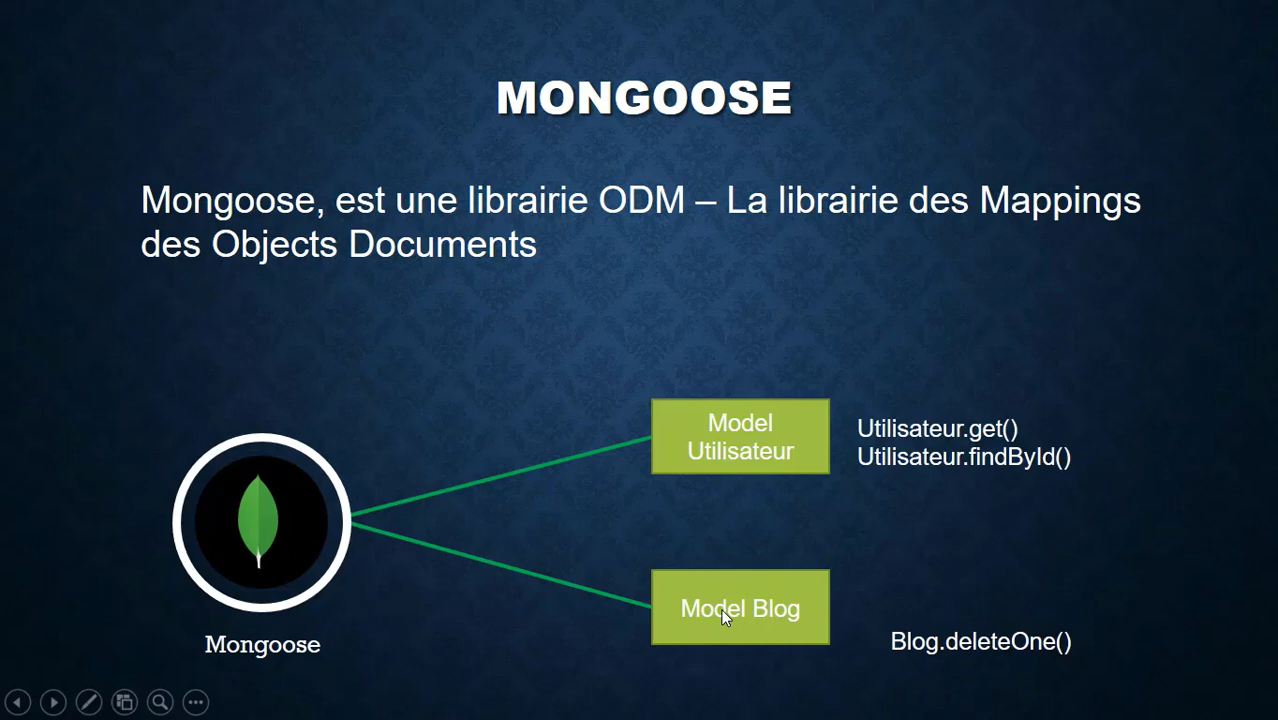 MONGOOSE
Mongoose, est une librairie ODM – La librairie des Mappings
des Objects Documents
Model
Utilisateur
Utilisateur.get()
Utilisateur.findById()
Model Blog
Blog.deleteOne()
Mongoose